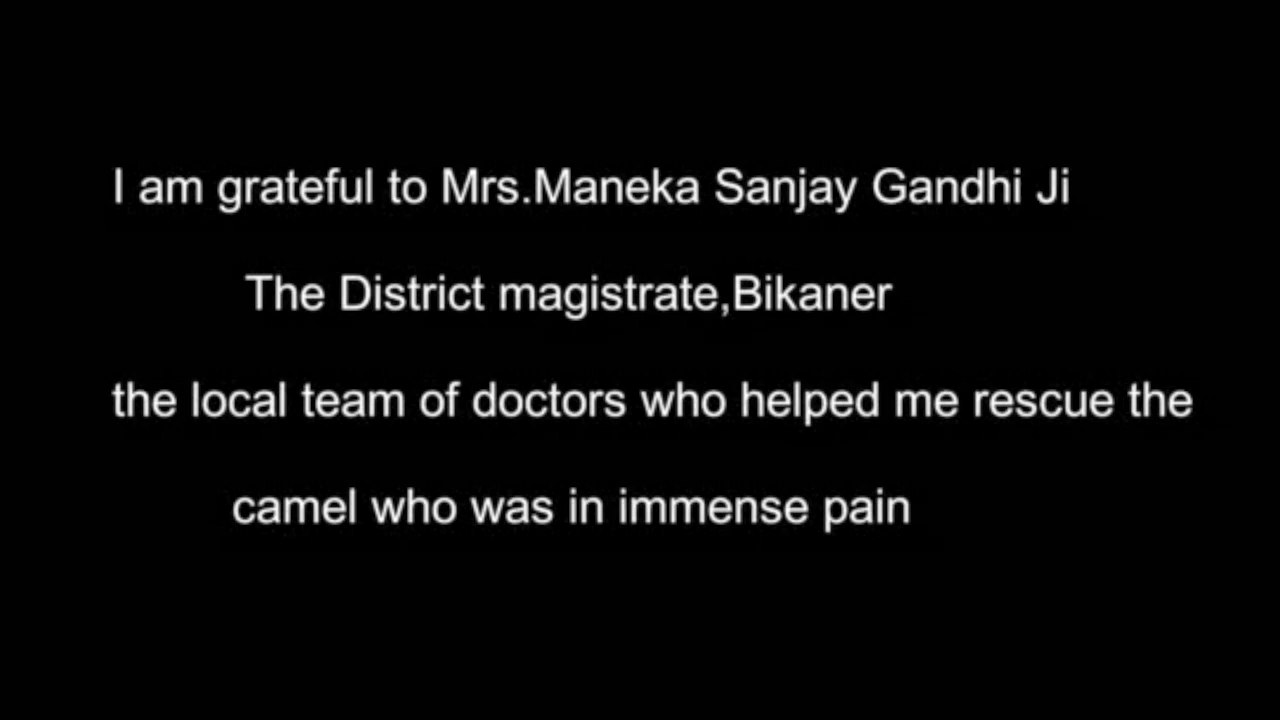 I am grateful to Mrs.Maneka Sanjay Gandhi Ji
The District magistrate,Bikaner
the local team of doctors who helped me rescue the
camel who was in immense pain